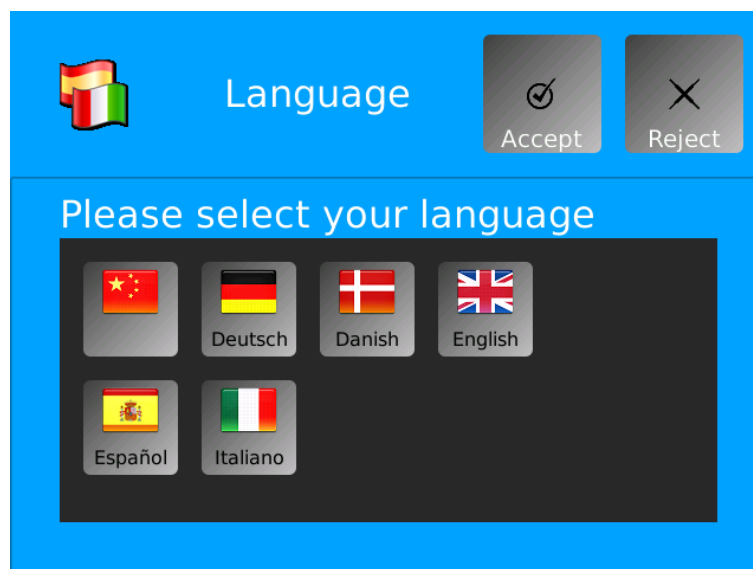 Language
Accept
Reject
Please select your language
Deutsch
Danish
English
Español
Italiano